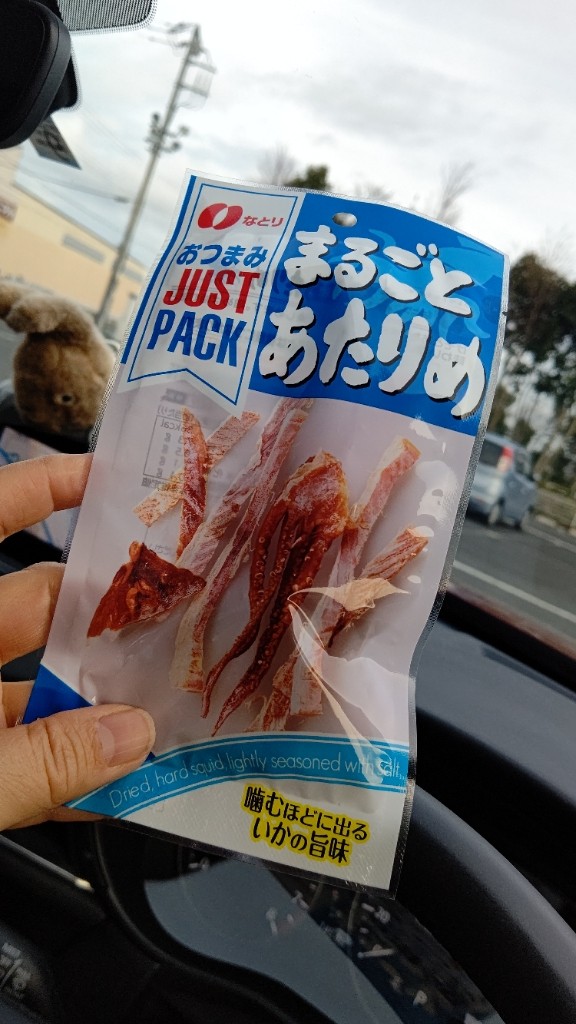 なとり
おつまみ
JUST
PACK
まるごと
あたりめ
Dried, hard squid, lightly seasoned with salt.
噛むほどに出る
いかの旨味